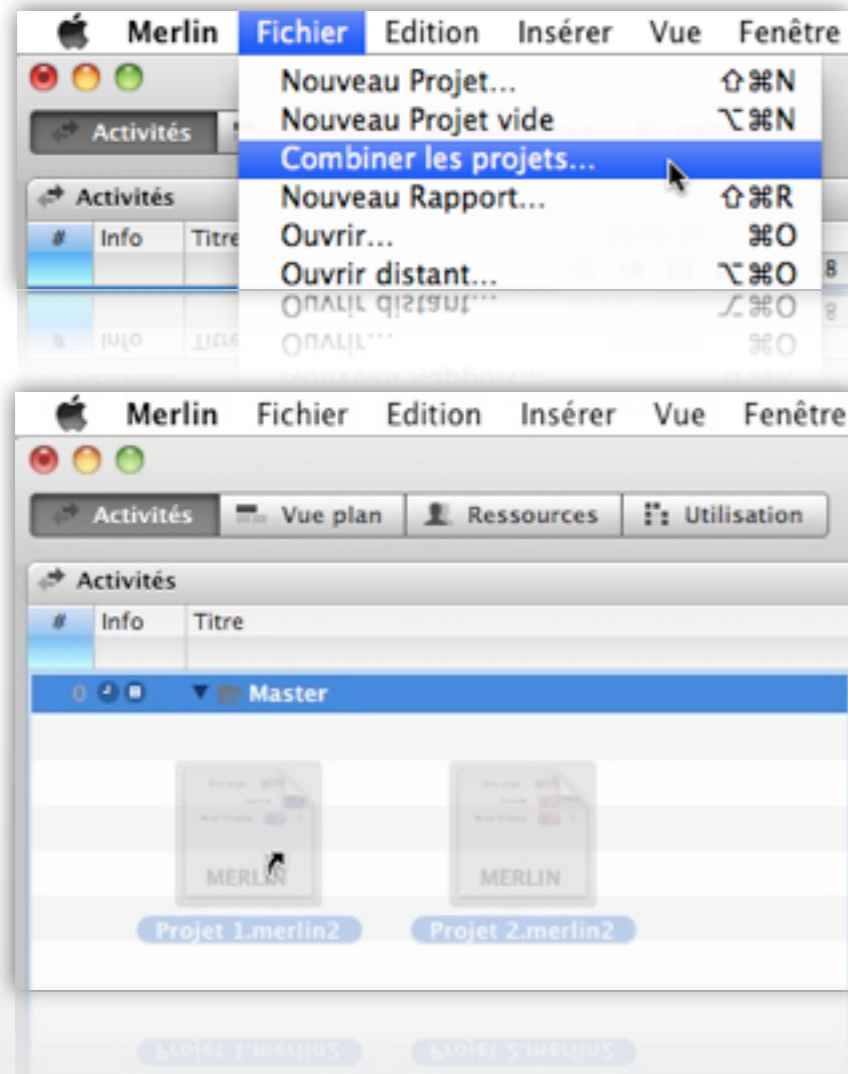 Merlin Fichier Edition Insérer Vue Fenêtre
Nouveau Projet... ⇧⌘N
Activités Nouveau Projet vide ⌥⌘N
Combiner les projets...
Activités Nouveau Rapport... ⇧⌘R
# Info Titre Ouvrir... ⌘O
Ouvrir distant... ⌥⌘O 8
Merlin Fichier Edition Insérer Vue Fenêtre
Activités Vue plan Ressources Utilisation
Activités
# Info Titre
0 Master
MERLIN MERLIN
Projet 1.merlin2 Projet 2.merlin2